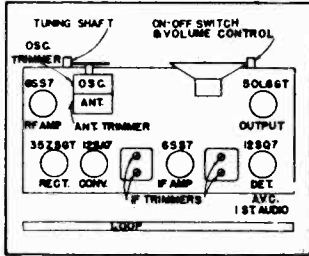 TUNING SHAFT
ON-OFF SWITCH
& VOLUME CONTROL
OSC.
TRIMMER
OSC.
6SS7
ANT.
50L6GT
RF AMP
ANT. TRIMMER
OUTPUT
35Z5GT
12SA7
6SS7
12SQ7
RECT.
CONV.
IF AMP
DET.
IF TRIMMERS
A.V.C.
1ST AUDIO
LOOP